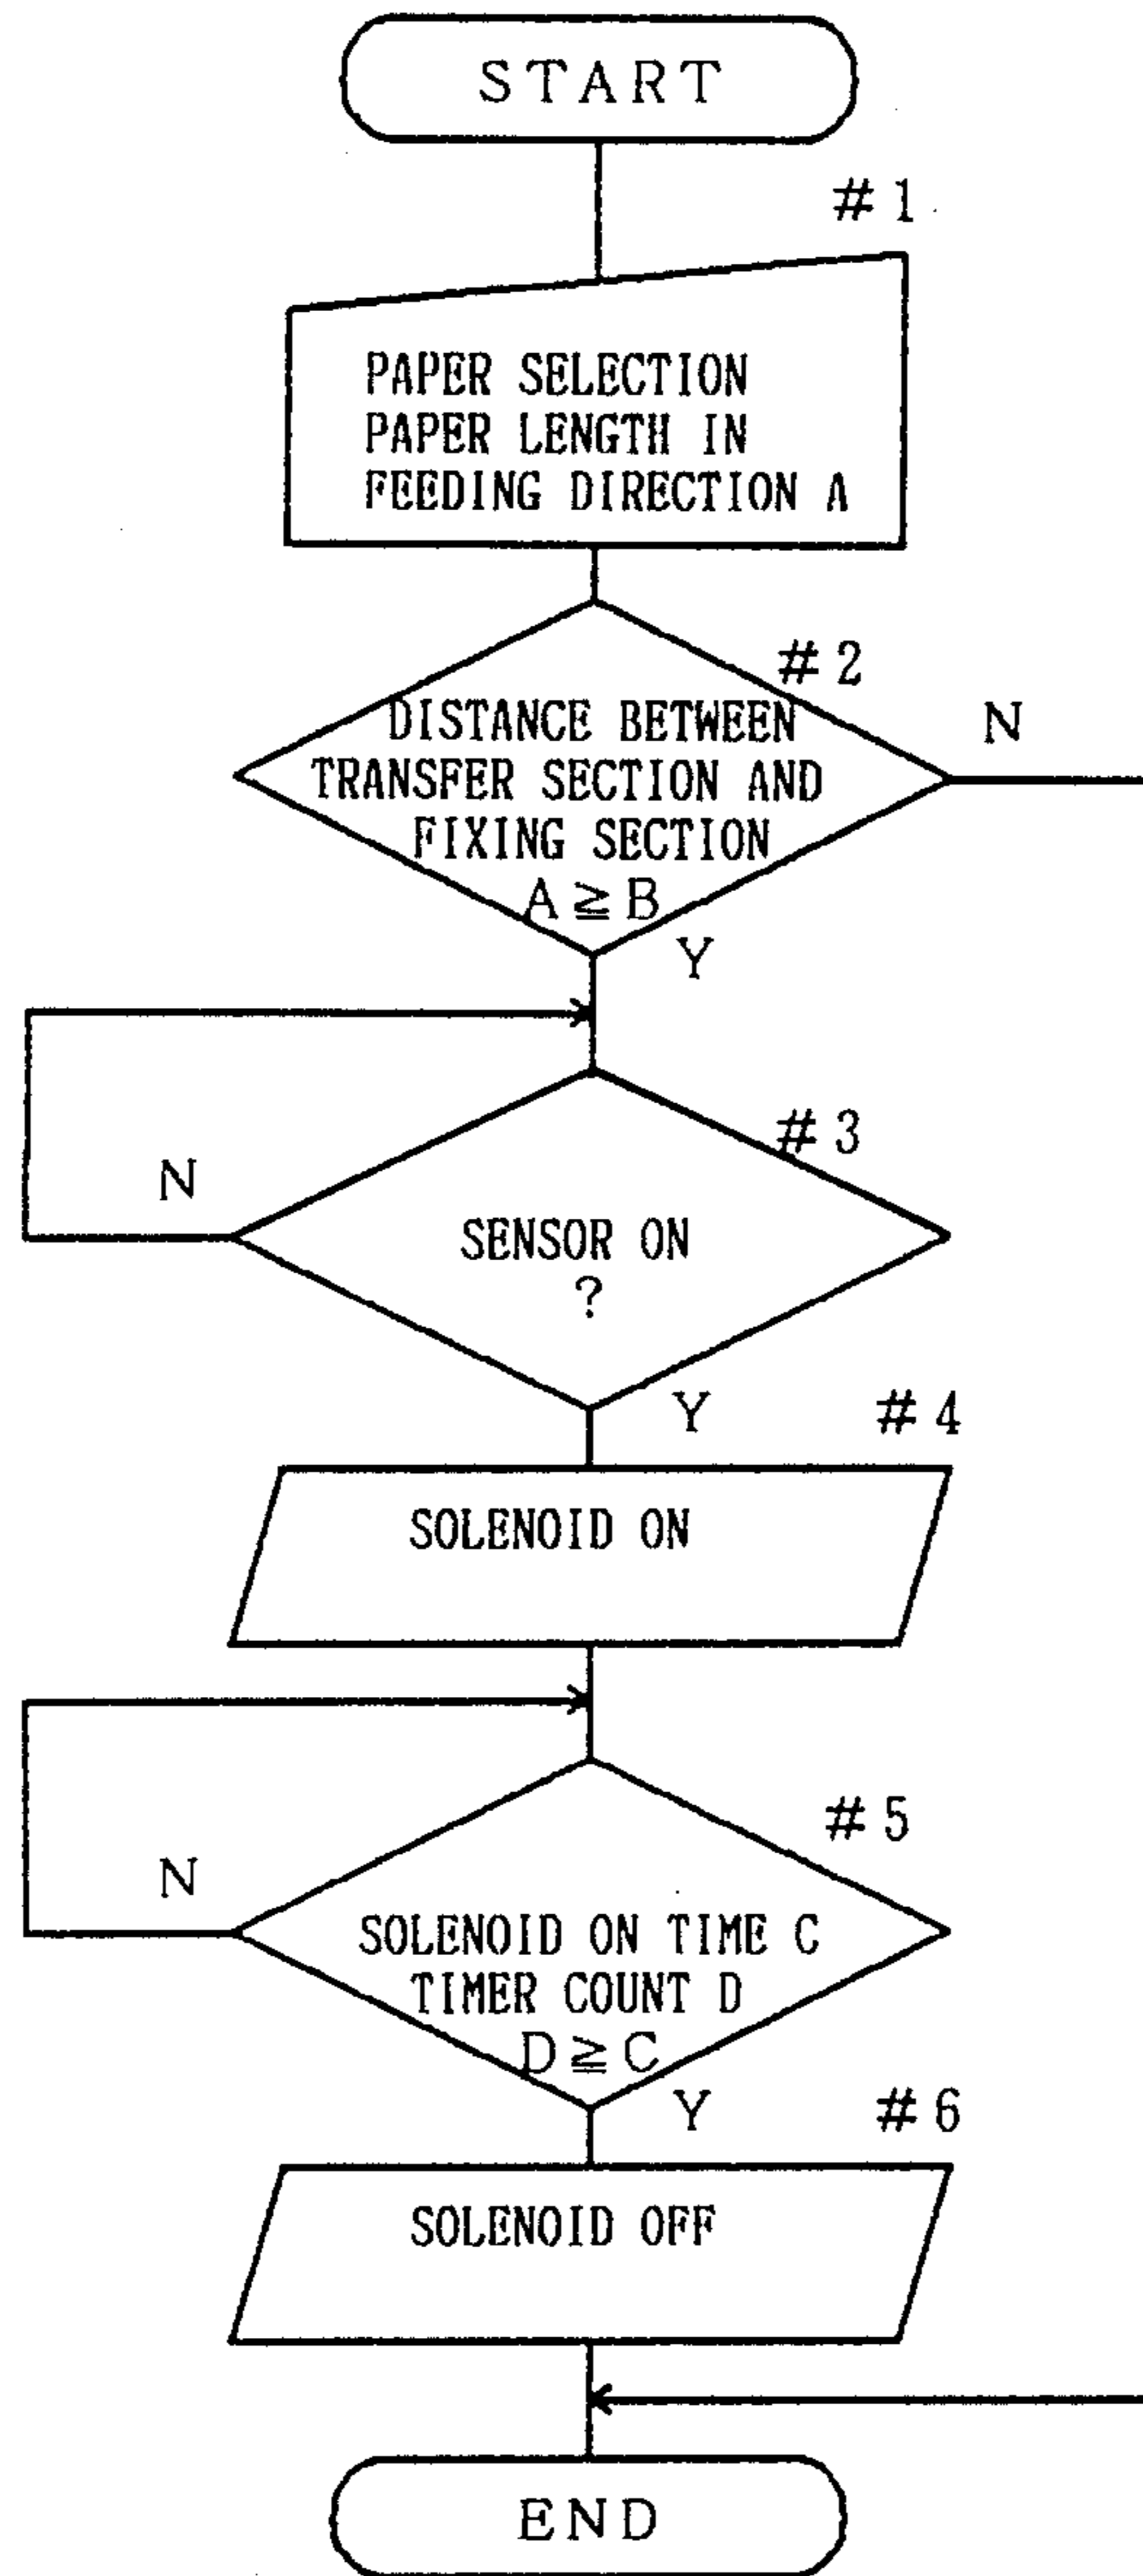 START
#1
PAPER SELECTION
PAPER LENGTH IN
FEEDING DIRECTION A
#2
DISTANCE BETWEEN
TRANSFER SECTION AND
FIXING SECTION
A≧B
N
Y
#3
N
SENSOR ON
?
Y
#4
SOLENOID ON
#5
N
SOLENOID ON TIME C
TIMER COUNT D
D≧C
Y
#6
SOLENOID OFF
END